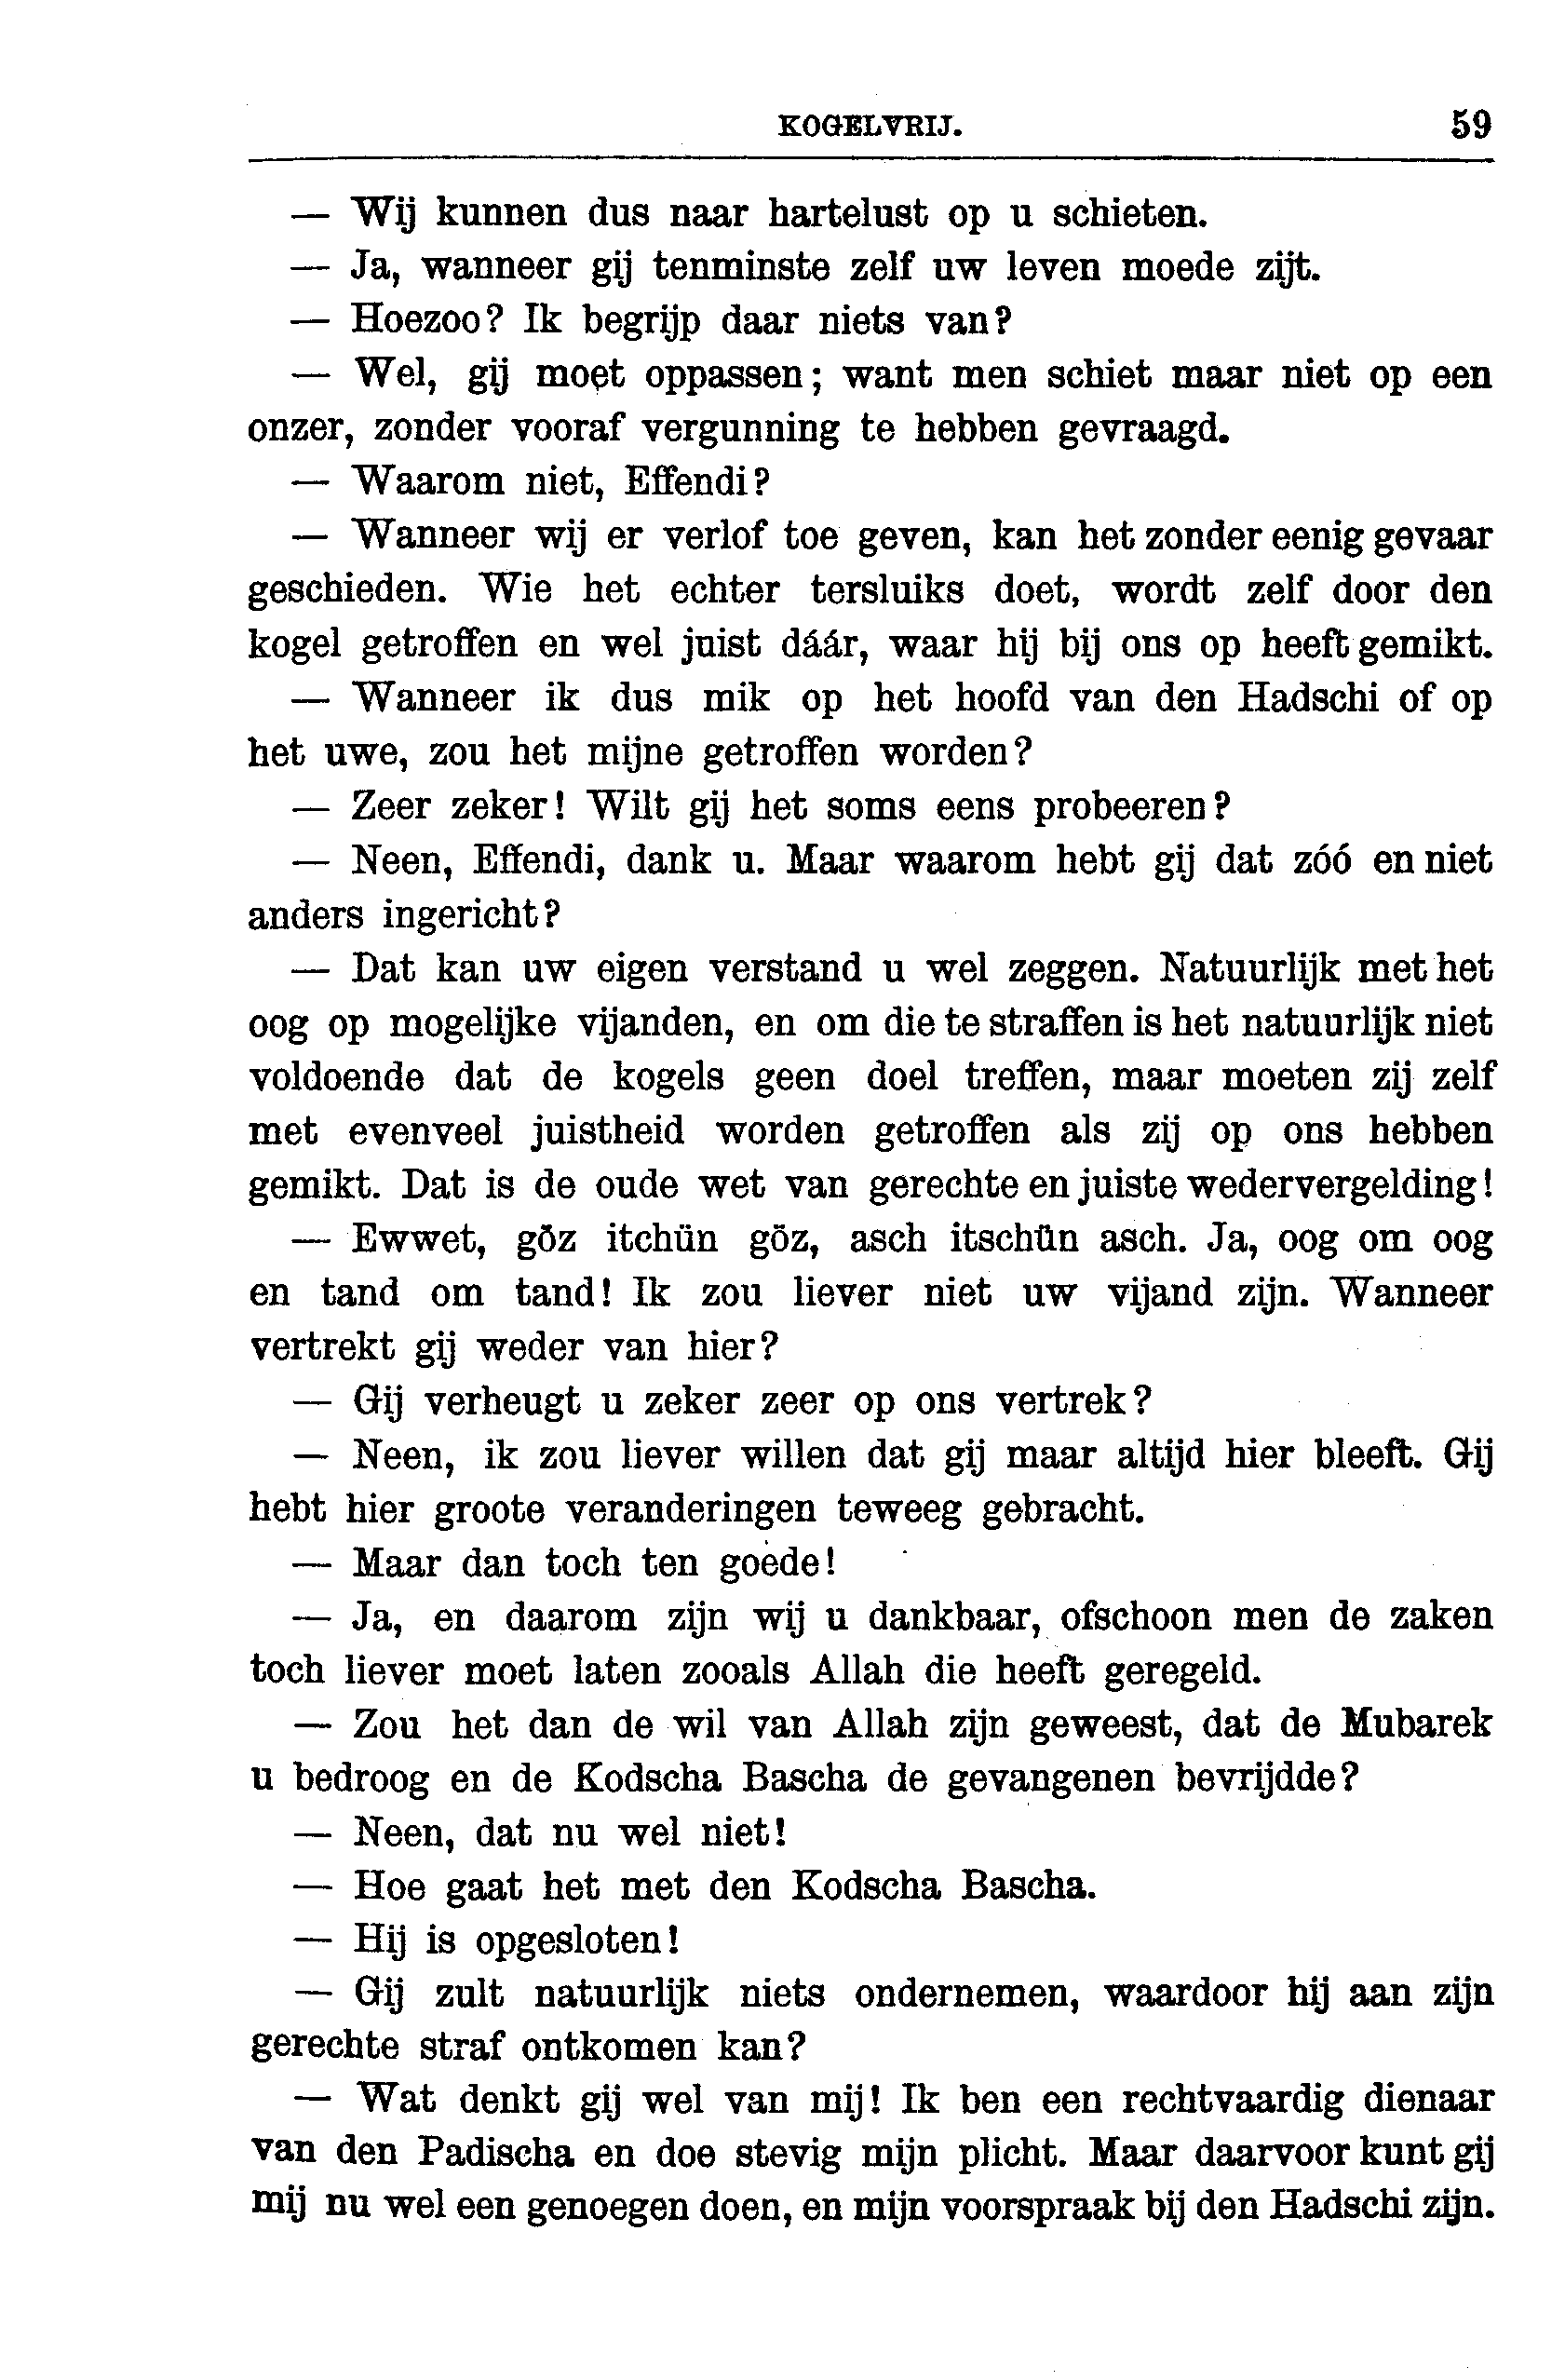 KOGELVRIJ. 59
— Wij kunnen dus naar hartelust op u schieten.
— Ja, wanneer gij tenminste zelf uw leven moede zijt.
— Hoezoo? Ik begrijp daar niets van?
— Wel, gij moet oppassen; want men schiet maar niet op een
onzer, zonder vooraf vergunning te hebben gevraagd.
— Waarom niet, Effendi?
— Wanneer wij er verlof toe geven, kan het zonder eenig gevaar
geschieden. Wie het echter tersluiks doet, wordt zelf door den
kogel getroffen en wel juist dáár, waar hij bij ons op heeft gemikt.
— Wanneer ik dus mik op het hoofd van den Hadschi of op
het uwe, zou het mijne getroffen worden?
— Zeer zeker! Wilt gij het soms eens probeeren?
— Neen, Effendi, dank u. Maar waarom hebt gij dat zóó en niet
anders ingericht?
— Dat kan uw eigen verstand u wel zeggen. Natuurlijk met het
oog op mogelijke vijanden, en om die te straffen is het natuurlijk niet
voldoende dat de kogels geen doel treffen, maar moeten zij zelf
met evenveel juistheid worden getroffen als zij op ons hebben
gemikt. Dat is de oude wet van gerechte en juiste wedervergelding!
— Ewwet, göz itchün göz, asch itschün asch. Ja, oog om oog
en tand om tand! Ik zou liever niet uw vijand zijn. Wanneer
vertrekt gij weder van hier?
— Gij verheugt u zeker zeer op ons vertrek?
— Neen, ik zou liever willen dat gij maar altijd hier bleeft. Gij
hebt hier groote veranderingen teweeg gebracht.
— Maar dan toch ten goede!
— Ja, en daarom zijn wij u dankbaar, ofschoon men de zaken
toch liever moet laten zooals Allah die heeft geregeld.
— Zou het dan de wil van Allah zijn geweest, dat de Mubarek
u bedroog en de Kodscha Bascha de gevangenen bevrijdde?
— Neen, dat nu wel niet!
— Hoe gaat het met den Kodscha Bascha.
— Hij is opgesloten!
— Gij zult natuurlijk niets ondernemen, waardoor hij aan zijn
gerechte straf ontkomen kan?
— Wat denkt gij wel van mij! Ik ben een rechtvaardig dienaar
van den Padischa en doe stevig mijn plicht. Maar daarvoor kunt gij
mij nu wel een genoegen doen, en mijn voorspraak bij den Hadschi zijn.